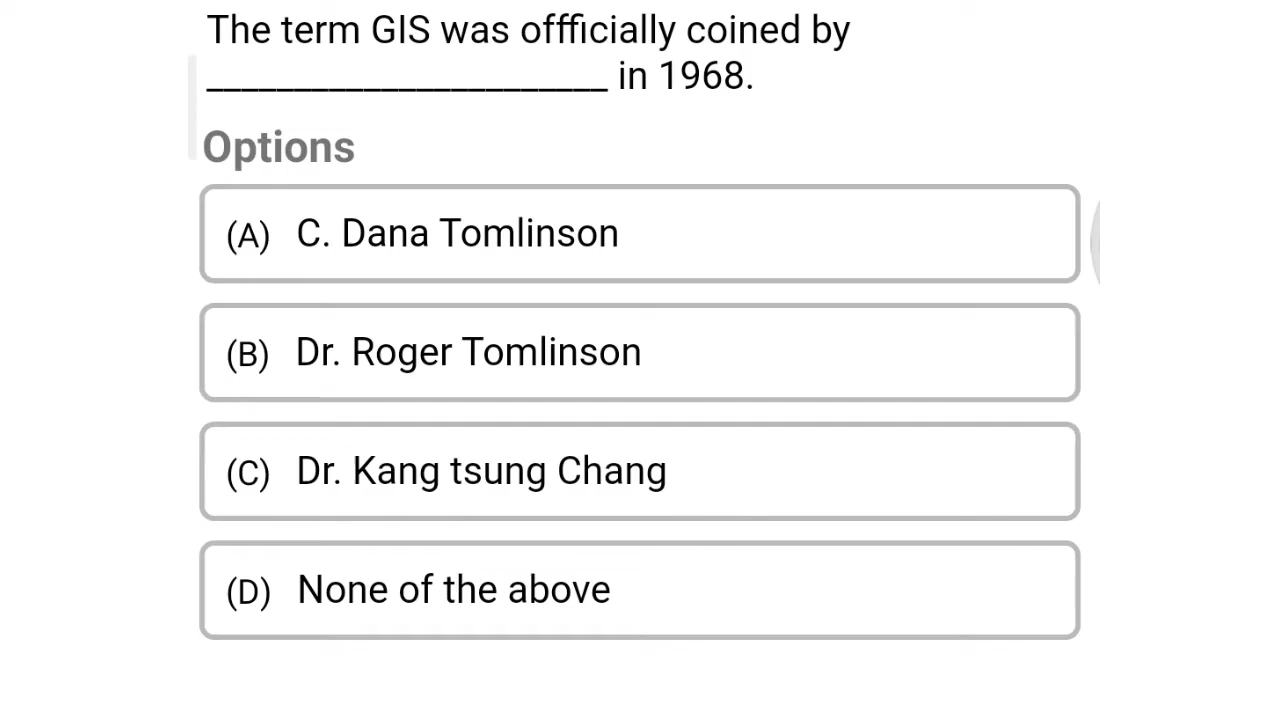 The term GIS was offficially coined by
_____________________ in 1968.
Options
(A) C. Dana Tomlinson
(B) Dr. Roger Tomlinson
(C) Dr. Kang tsung Chang
(D) None of the above